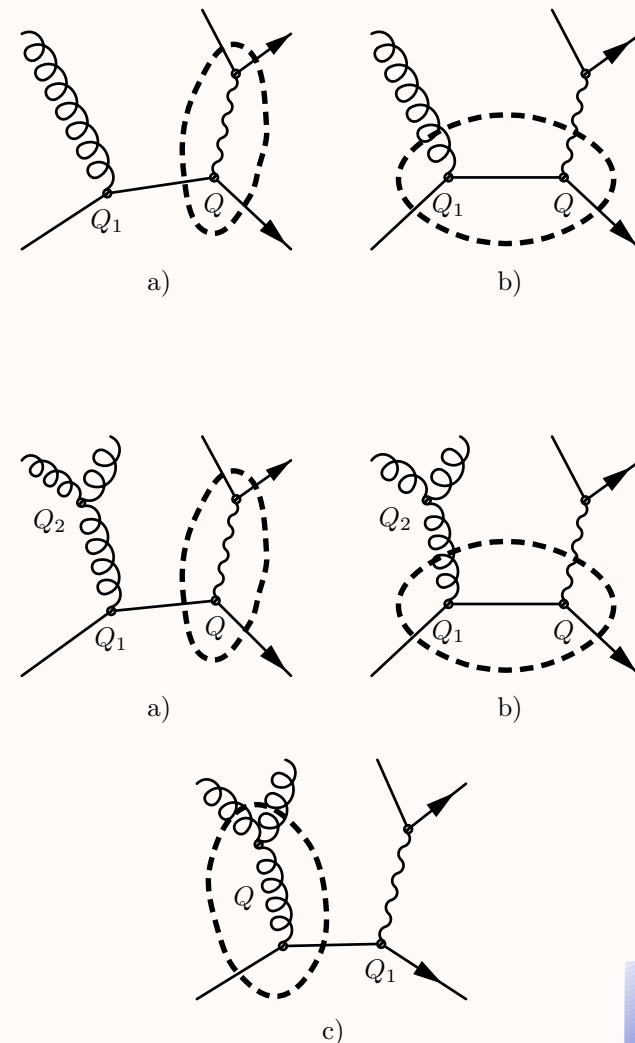 Q₁ Q Q₁ Q
a) b)
Q₂ Q₂
Q₁ Q Q₁ Q
a) b)
Q
Q₁
c)